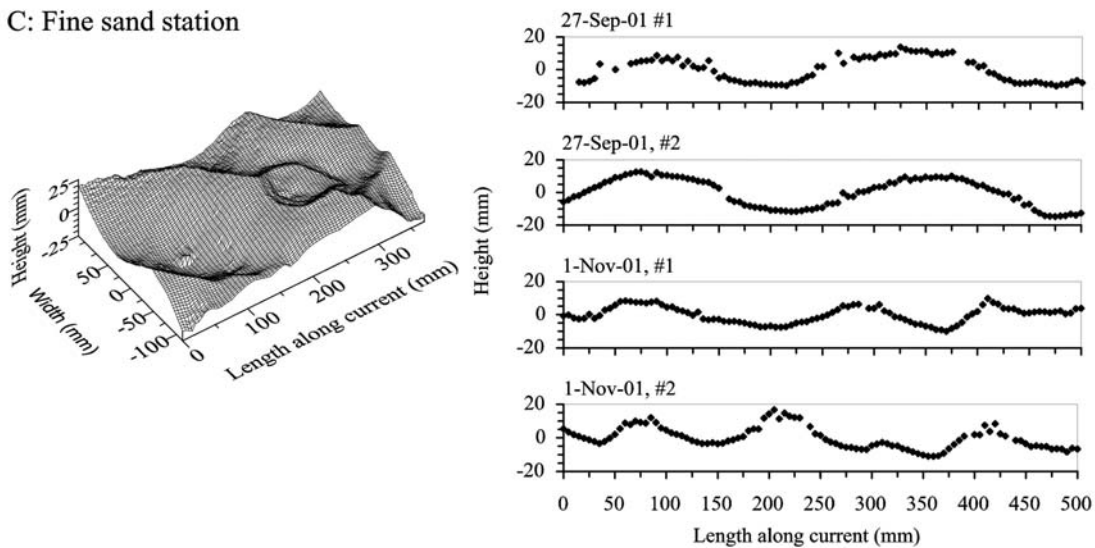 C: Fine sand station
Height (mm)
25
0
-25
Width (mm)
50
0
-50
-100
0
100
200
300
Length along current (mm)
27-Sep-01 #1
20
0
-20
27-Sep-01, #2
20
0
-20
Height (mm)
1-Nov-01, #1
20
0
-20
1-Nov-01, #2
20
0
-20
0 50 100 150 200 250 300 350 400 450 500
Length along current (mm)